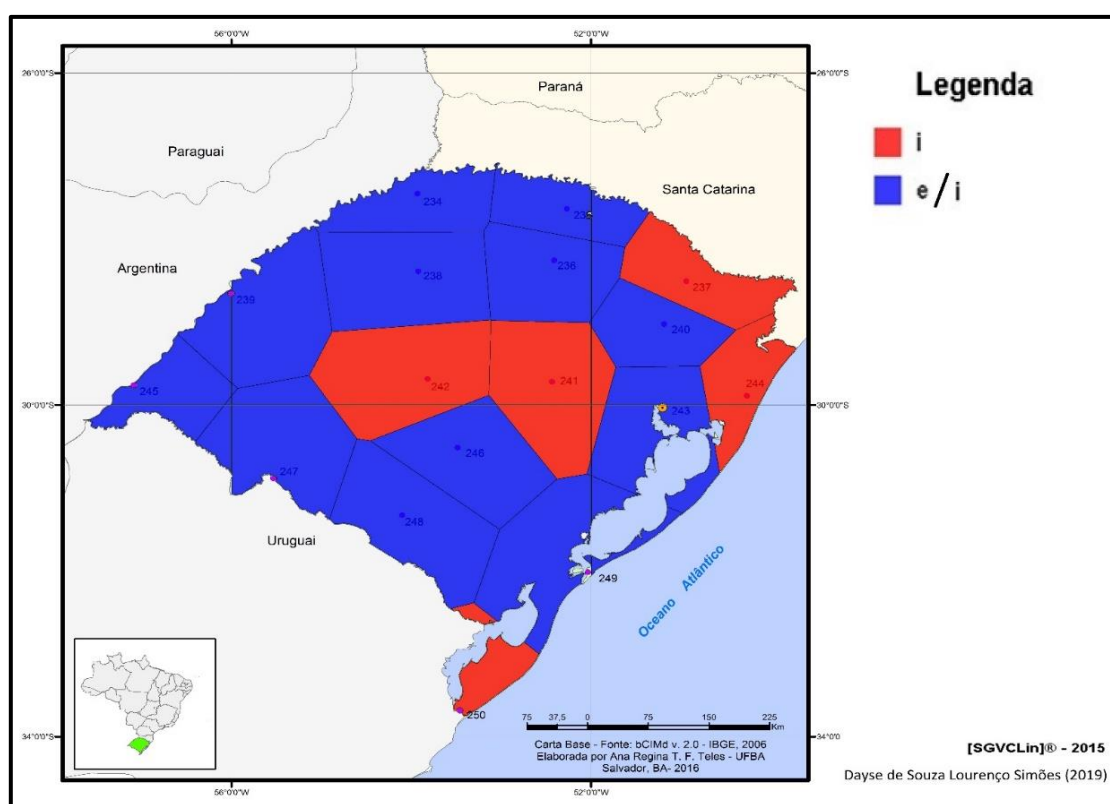 56°0'0"W
52°0'0"W
26°0'0"S
26°0'0"S
Paraná
Paraguai
Santa Catarina
Argentina
Uruguai
Oceano Atlântico
234
236
237
238
239
240
241
242
243
244
245
246
247
248
249
250
30°0'0"S
30°0'0"S
34°0'0"S
34°0'0
56°0'0"W
52°0'0"W
75 37,5 0 75 150 225
Km
Carta Base - Fonte: bCIMd v. 2.0 - IBGE, 2006
Elaborada por Ana Regina T. F. Teles - UFBA
Salvador, BA- 2016
Legenda
i
e / i
[SGVCLin]® - 2015
Dayse de Souza Lourenço Simões (2019)